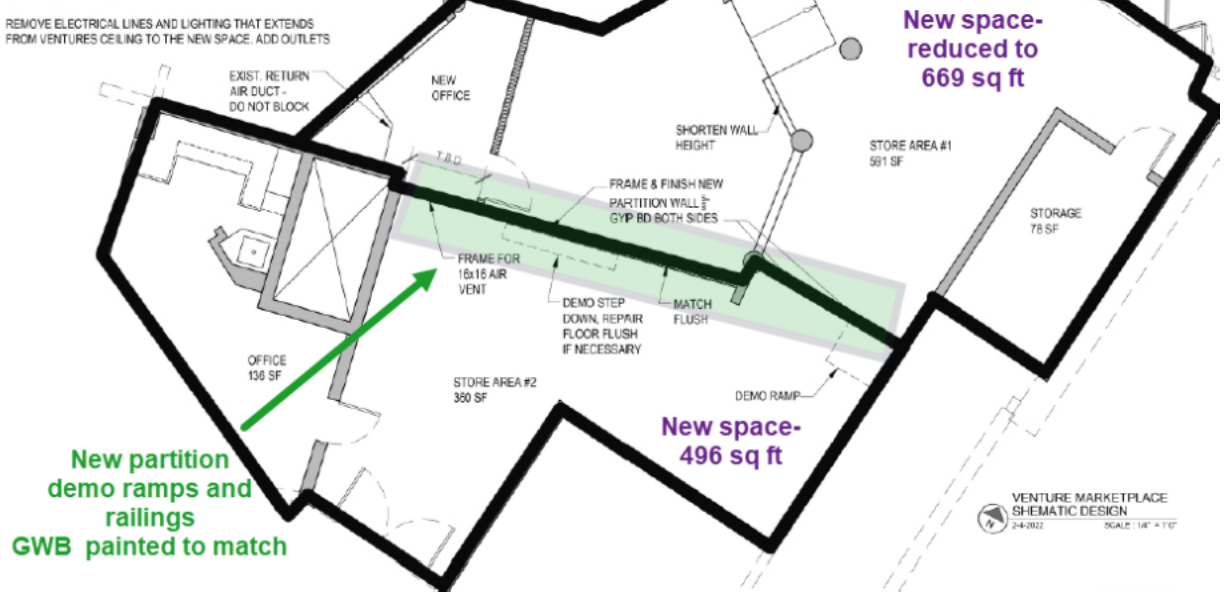 REMOVE ELECTRICAL LINES AND LIGHTING THAT EXTENDS
FROM VENTURES CEILING TO THE NEW SPACE. ADD OUTLETS
New space-
reduced to
669 sq ft
EXIST. RETURN
AIR DUCT -
DO NOT BLOCK
NEW
OFFICE
SHORTEN WALL
HEIGHT
STORE AREA #1
591 SF
T.B.D
FRAME & FINISH NEW
PARTITION WALL
GYP BD BOTH SIDES
STORAGE
78 SF
FRAME FOR
16x16 AIR
VENT
DEMO STEP
DOWN, REPAIR
FLOOR FLUSH
IF NECESSAIRY
MATCH
FLUSH
OFFICE
136 SF
STORE AREA #2
360 SF
DEMO RAMP
New space-
496 sq ft
New partition
demo ramps and
railings
GWB painted to match
N
VENTURE MARKETPLACE
SHEMATIC DESIGN
2-4-2022
SCALE : 1/4" = 1'0"